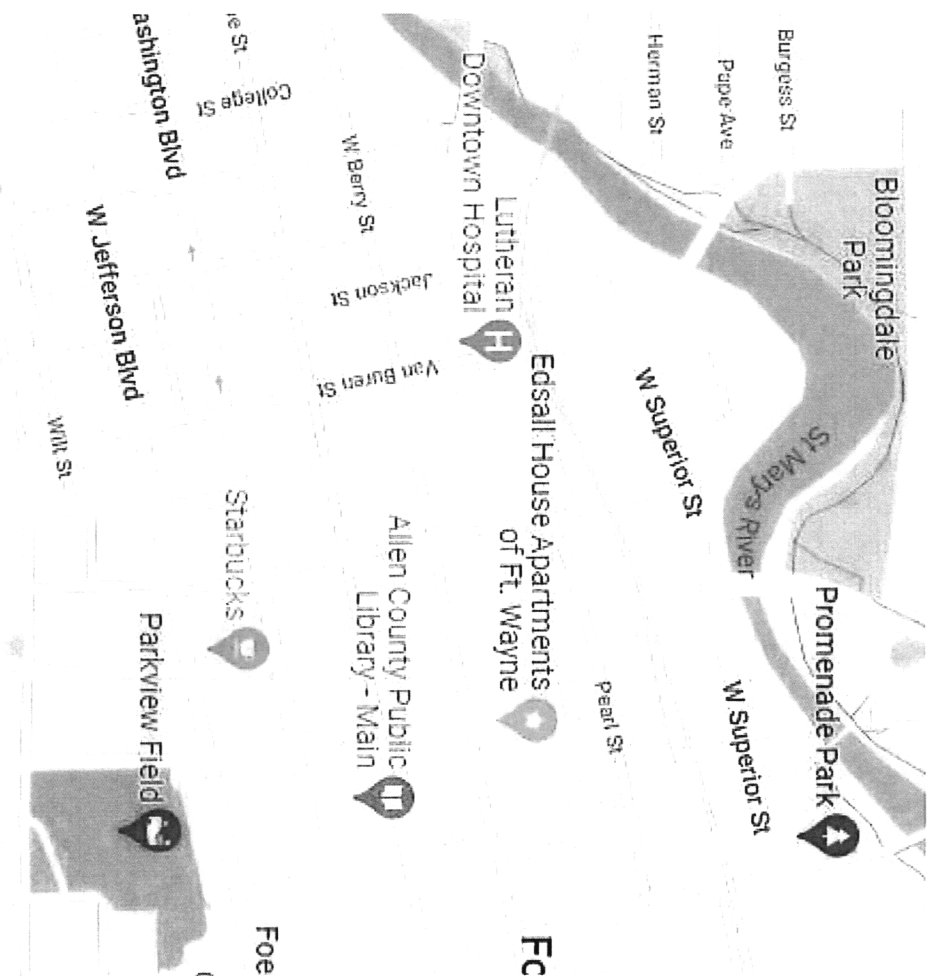 Bloomingdale
Park
Promenade Park
Burgess St
St Marys River
Pape Ave
W Superior St
W Superior St
Herman St
Pearl St
Edsall House Apartments
of Ft. Wayne
Lutheran
Downtown Hospital
H
Jackson St
Van Buren St
Allen County Public
Library - Main
W Berry St
College St
Foe
Starbucks
e St
ashington Blvd
Parkview Field
W Jefferson Blvd
Wilt St